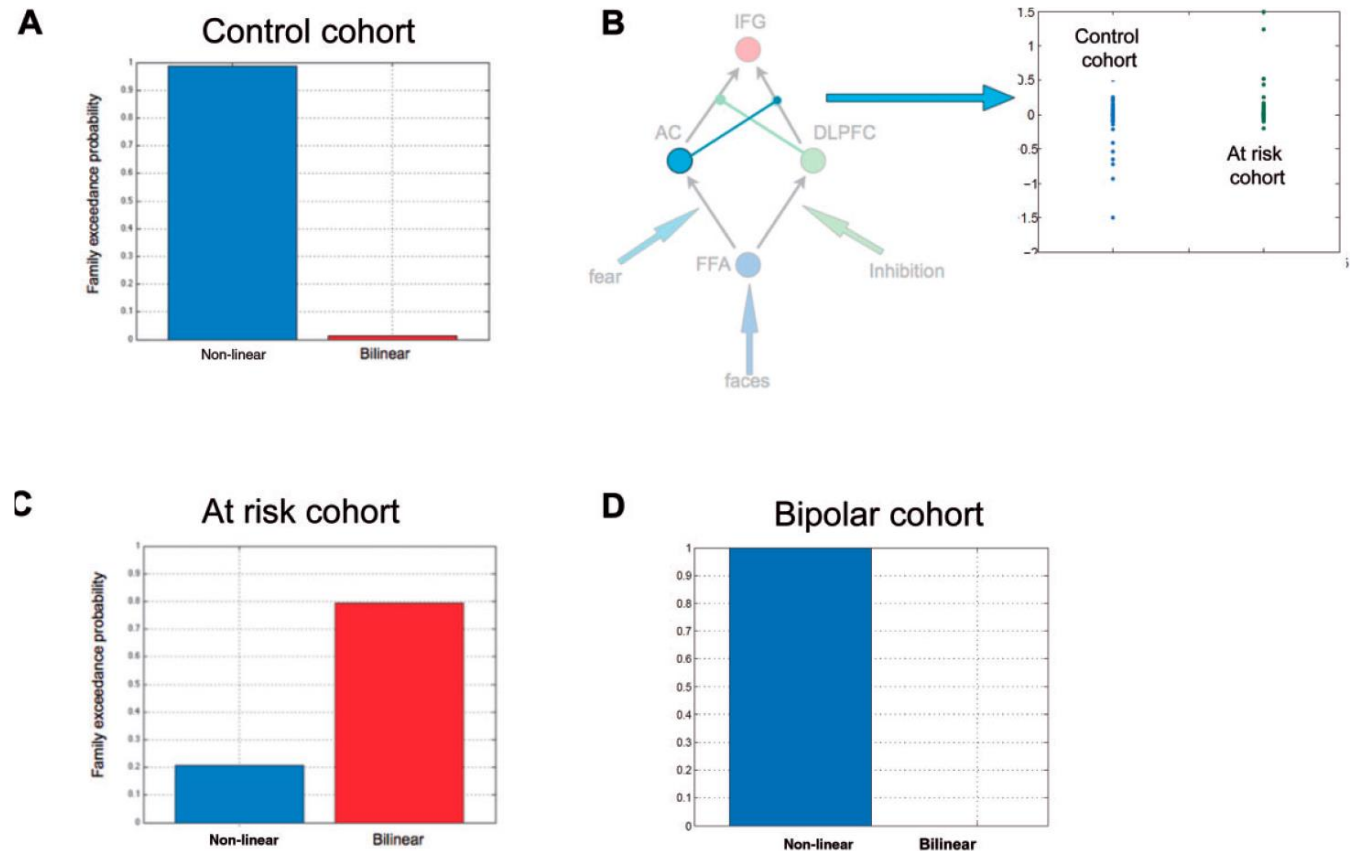 A
Control cohort
Family exceedance probability
1
0.9
0.8
0.7
0.6
0.5
0.4
0.3
0.2
0.1
0
Non-linear
Bilinear
B
IFG
AC
DLPFC
FFA
fear
Inhibition
faces
1.5
1
0.5
0
0.5
-1
1.5
-2
Control
cohort
At risk
cohort
C
At risk cohort
Family exceedance probability
1
0.9
0.8
0.7
0.6
0.5
0.4
0.3
0.2
0.1
0
Non-linear
Bilinear
D
Bipolar cohort
1
0.9
0.8
0.7
0.6
0.5
0.4
0.3
0.2
0.1
0
Non-linear
Bilinear